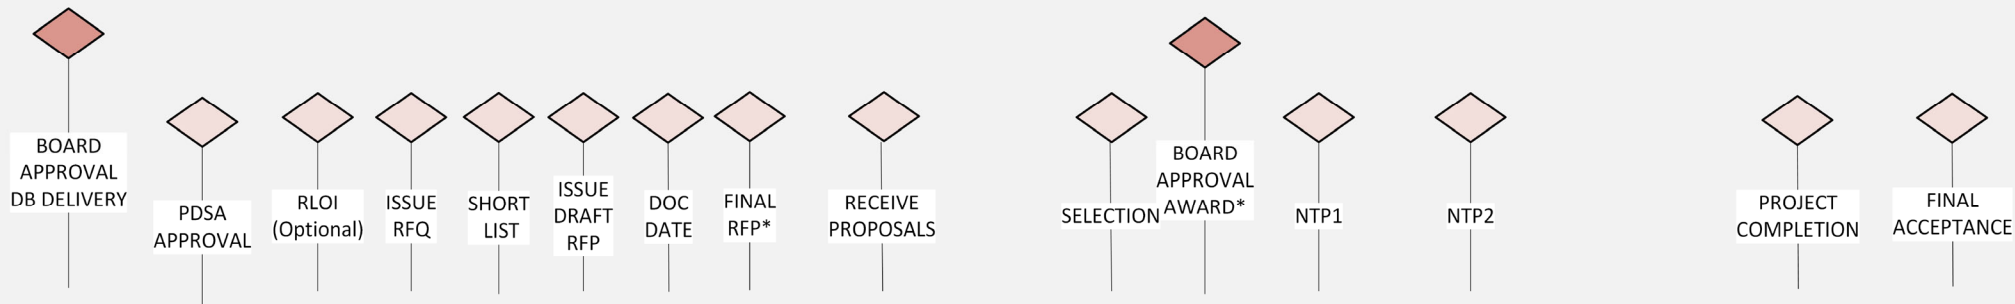 BOARD
APPROVAL
DB DELIVERY
PDSA
APPROVAL
RLOI
(Optional)
ISSUE
RFQ
SHORT
LIST
ISSUE
DRAFT
RFP
DOC
DATE
FINAL
RFP*
RECEIVE
PROPOSALS
SELECTION
BOARD
APPROVAL
AWARD*
NTP1
NTP2
PROJECT
COMPLETION
FINAL
ACCEPTANCE